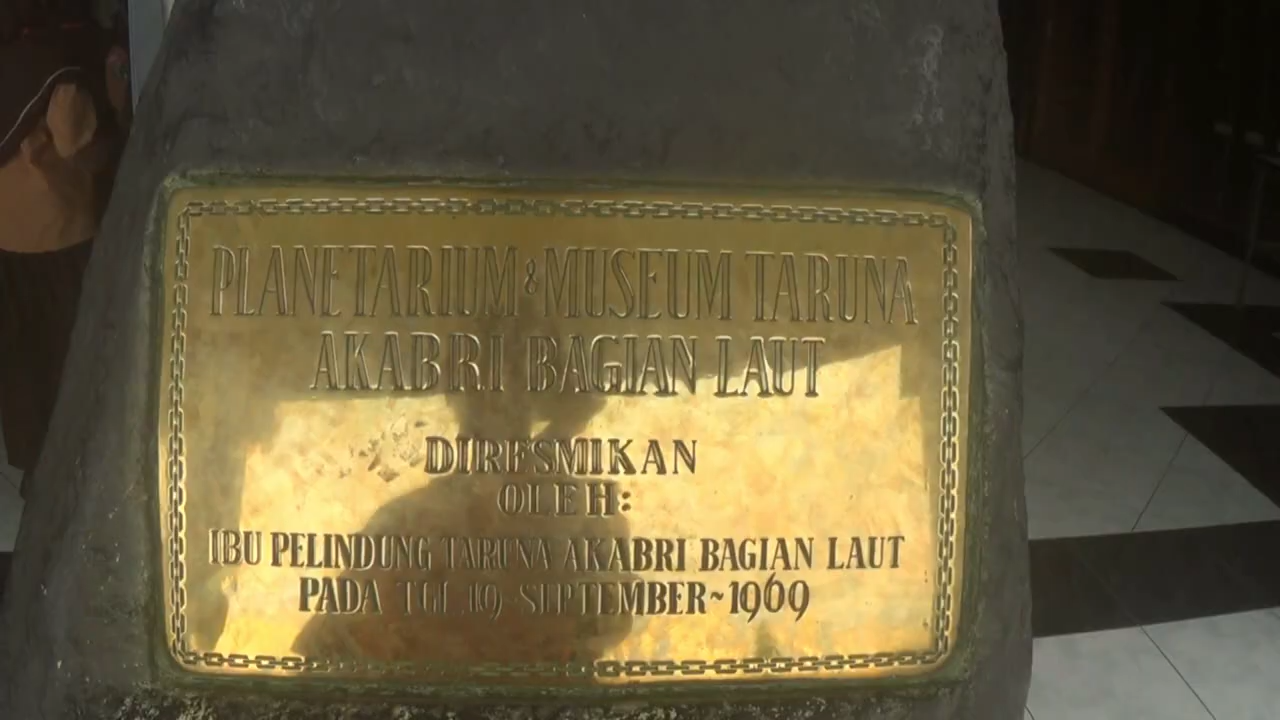 PLANETARIUM & MUSEUM TARUNA
AKABRI BAGIAN LAUT
DIRESMIKAN
OLEH:
IBU PELINDUNG TARUNA AKABRI BAGIAN LAUT
PADA TGL 19 SEPTEMBER~1969